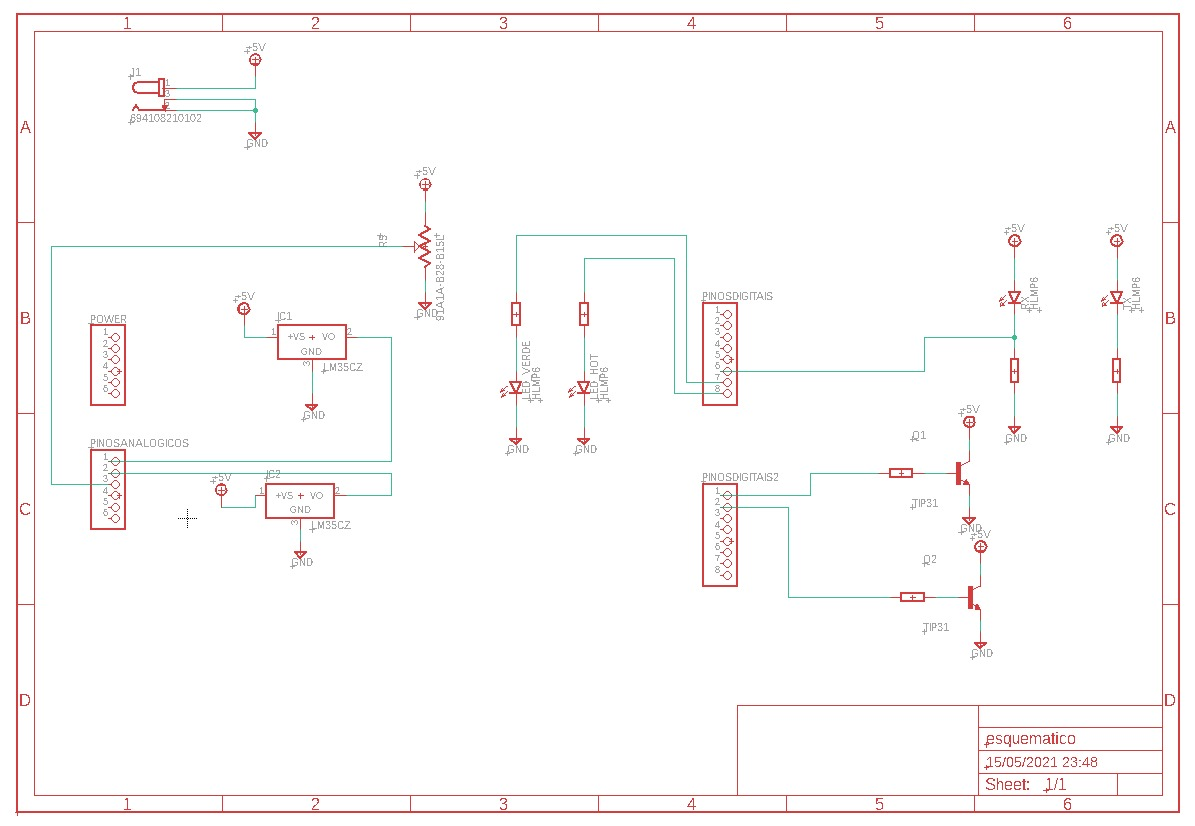 1 2 3 4 5 6
A A
B B
C C
D D
+5V
J1
1
3
694108210102
GND
+5V
R5
91A1A-B28-B15L
GND
POWER
1
2
3
4
5
6
+5V
IC1
1 +VS VO 2
GND
3
LM35CZ
GND
PINOSANALOGICOS
1
2
3
4
5
6
+5V
IC2
1 +VS VO 2
GND
3
LM35CZ
GND
LED_VERDE
HLMP6
GND
LED_HOT
HLMP6
GND
PINOSDIGITAIS
1
2
3
4
5
6
7
8
+5V
RX
HLMP6
GND
+5V
TX
HLMP6
GND
PINOSDIGITAIS2
1
2
3
4
5
6
7
8
+5V
Q1
TIP31
GND
+5V
Q2
TIP31
GND
esquematico
15/05/2021 23:48
Sheet: 1/1
1 2 3 4 5 6